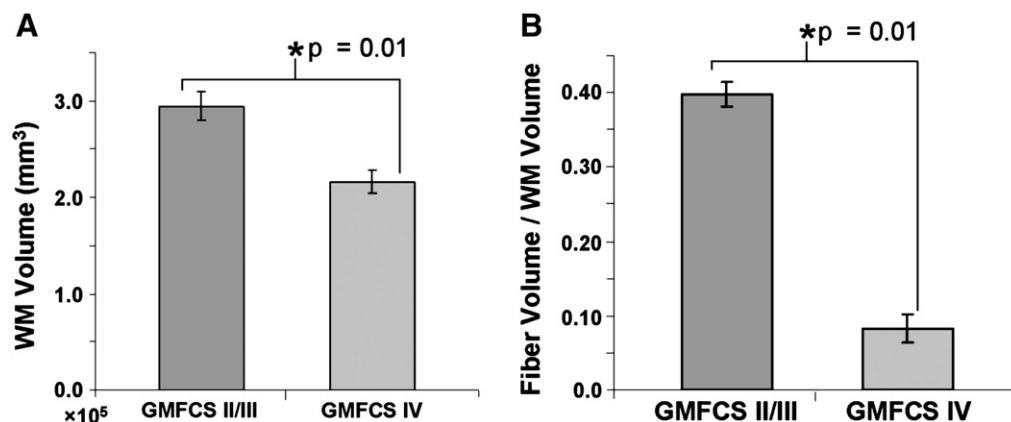 A
*p = 0.01
WM Volume (mm³)
3.0
2.0
1.0
0.0
×10⁵
GMFCS II/III
GMFCS IV
B
*p = 0.01
Fiber Volume / WM Volume
0.40
0.30
0.20
0.10
0.0
GMFCS II/III
GMFCS IV